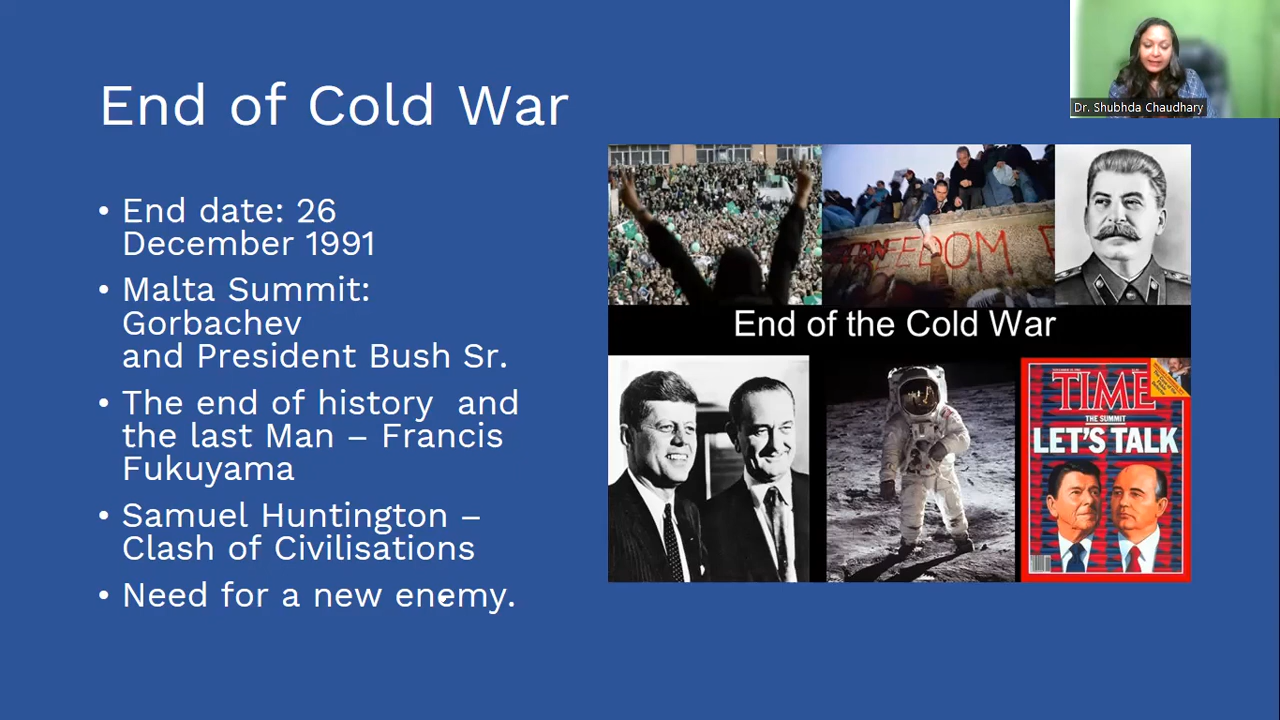 Dr. Shubhda Chaudhary
End of Cold War
• End date: 26
December 1991
• Malta Summit:
Gorbachev
and President Bush Sr.
• The end of history and
the last Man – Francis
Fukuyama
• Samuel Huntington –
Clash of Civilisations
• Need for a new enemy.
FREEDOM
End of the Cold War
TIME
THE SUMMIT
LET'S TALK